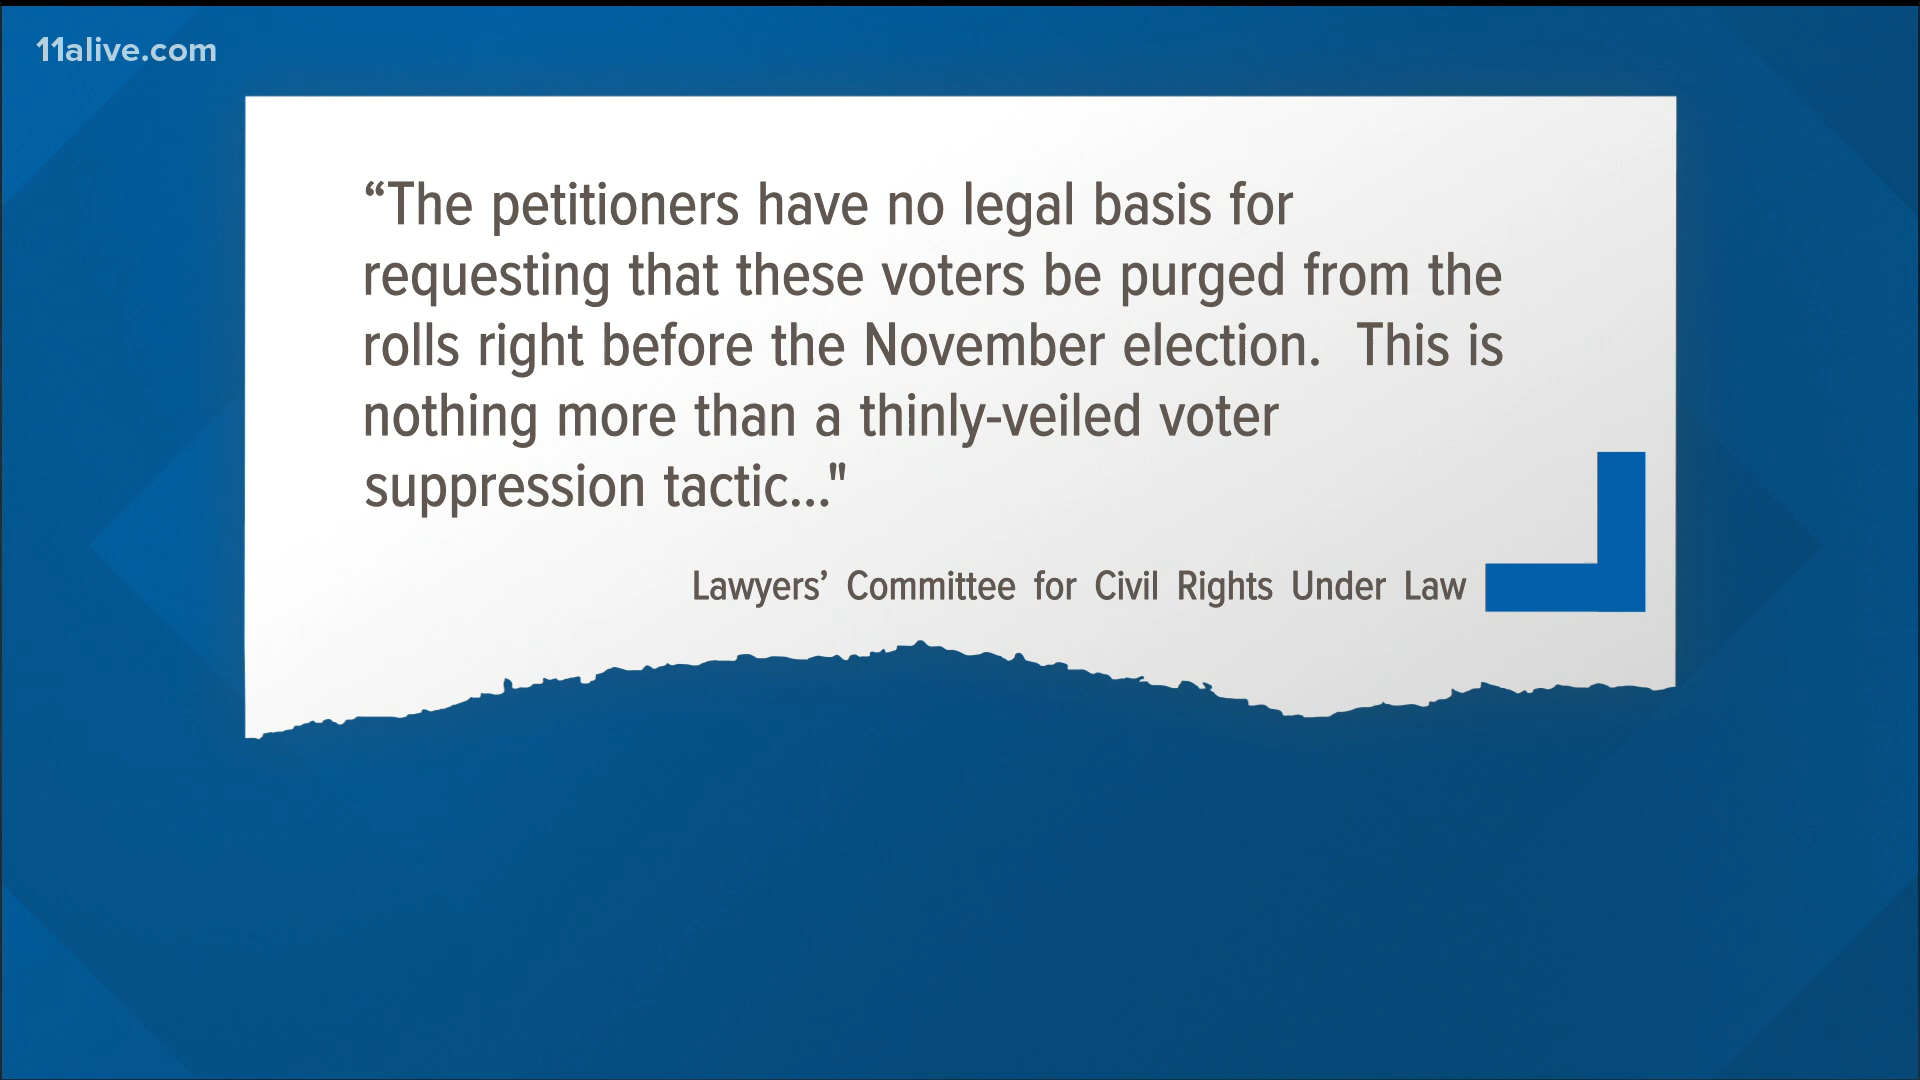 11alive.com
“The petitioners have no legal basis for
requesting that these voters be purged from the
rolls right before the November election.  This is
nothing more than a thinly-veiled voter
suppression tactic..."
Lawyers’ Committee for Civil Rights Under Law